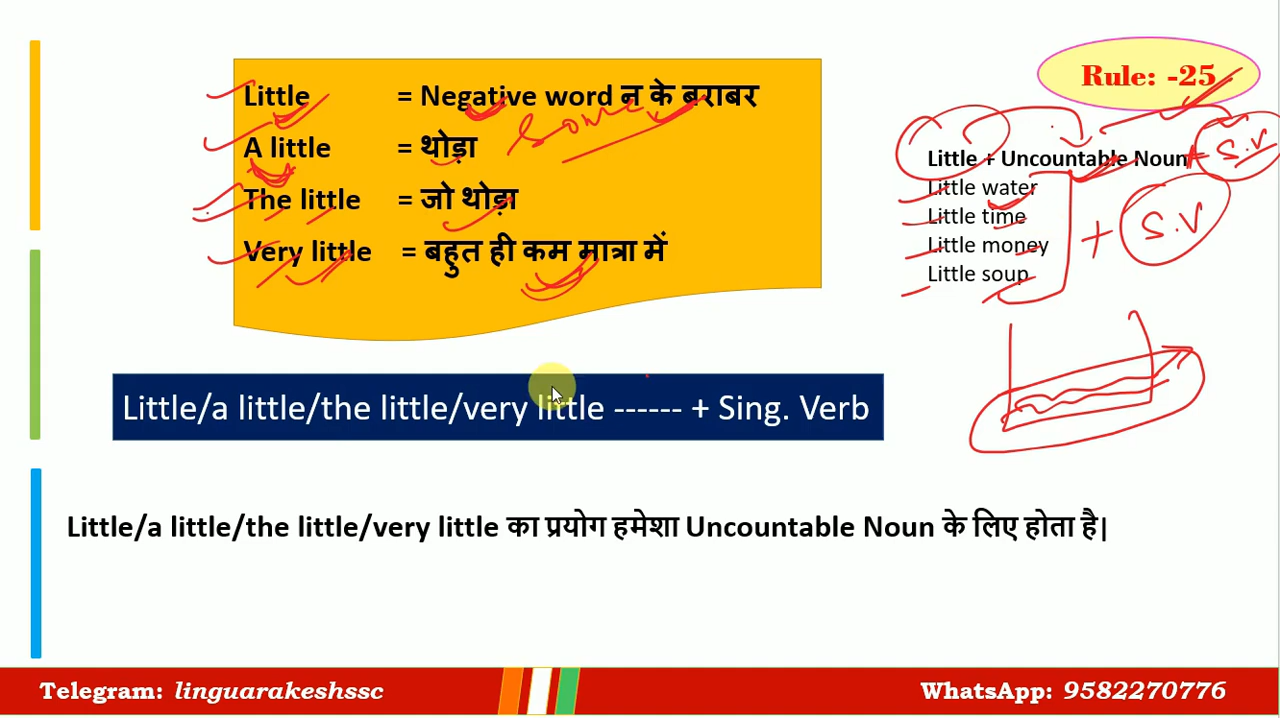 Rule: -25
Little = Negative word न के बराबर
A little = थोड़ा some
The little = जो थोड़ा
Very little = बहुत ही कम मात्रा में
Little + Uncountable Noun + S.V
Little water
Little time
Little money
Little soup
+ S.V
Little/a little/the little/very little ------ + Sing. Verb
Little/a little/the little/very little का प्रयोग हमेशा Uncountable Noun के लिए होता है|
Telegram: linguarakeshssc
WhatsApp: 9582270776